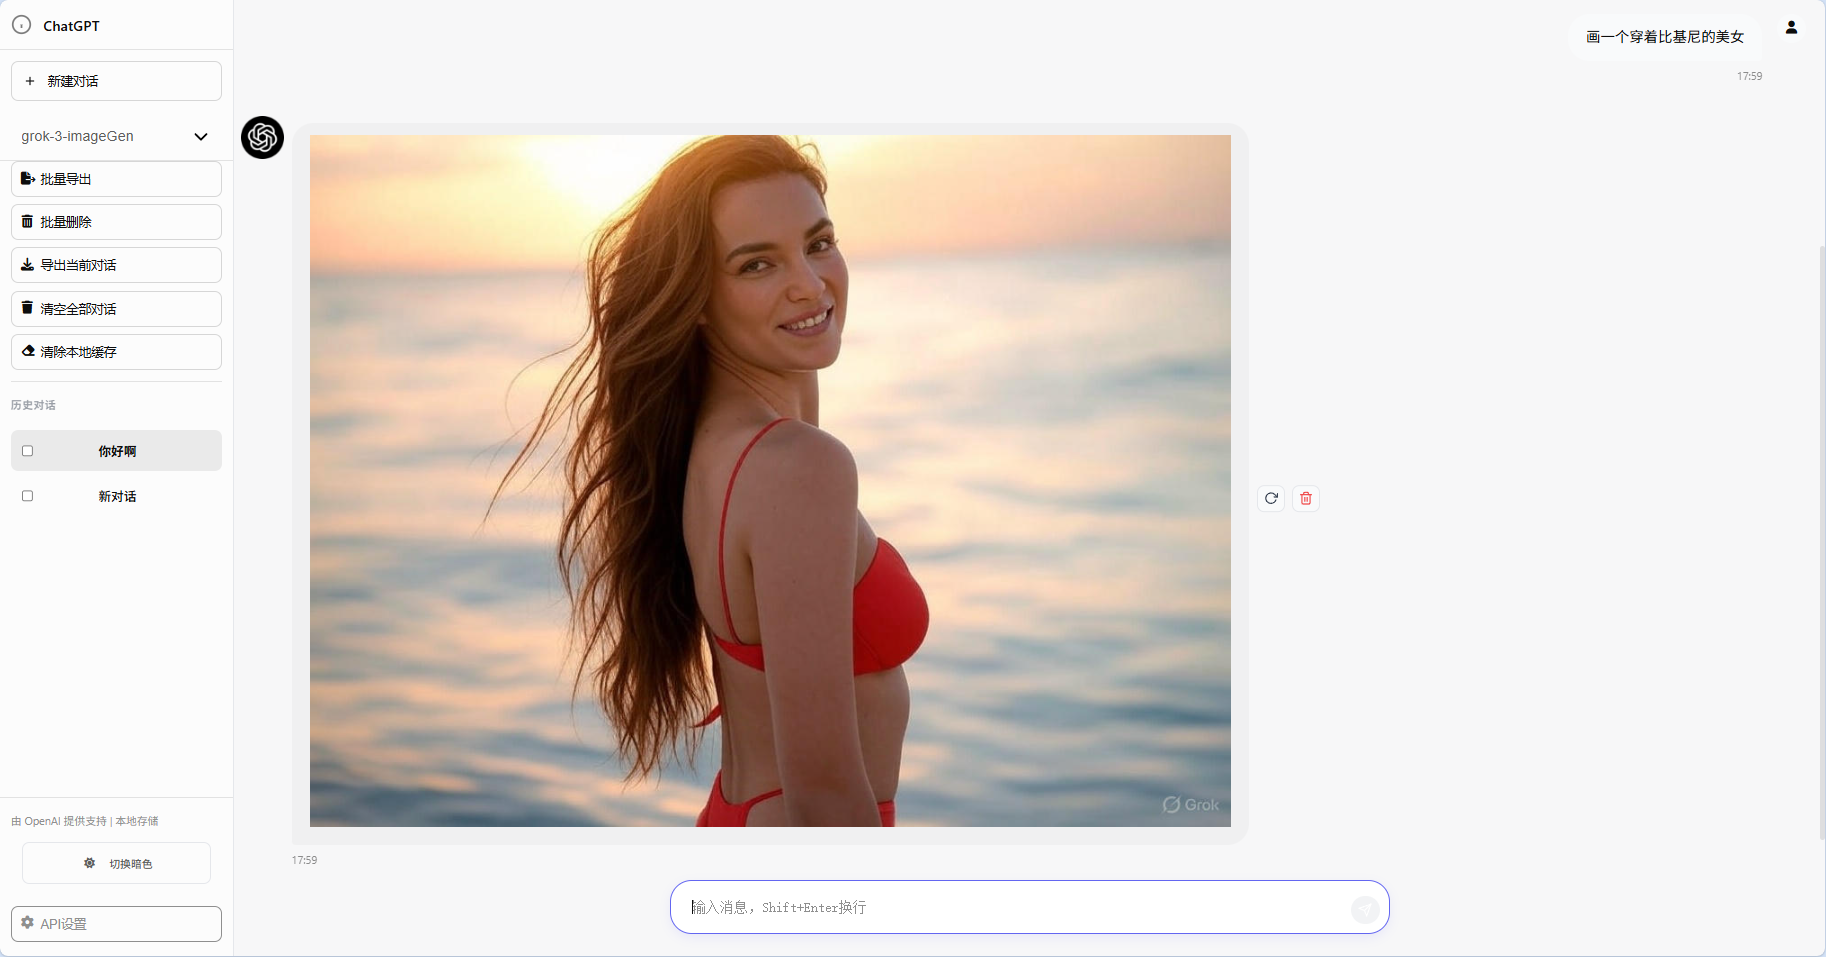 ChatGPT
新建对话
grok-3-imageGen
批量导出
批量删除
导出当前对话
清空全部对话
清除本地缓存
历史对话
你好啊
新对话
由 OpenAI 提供支持 | 本地存储
切换暗色
API设置
画一个穿着比基尼的美女
17:59
Grok
17:59
输入消息，Shift+Enter换行